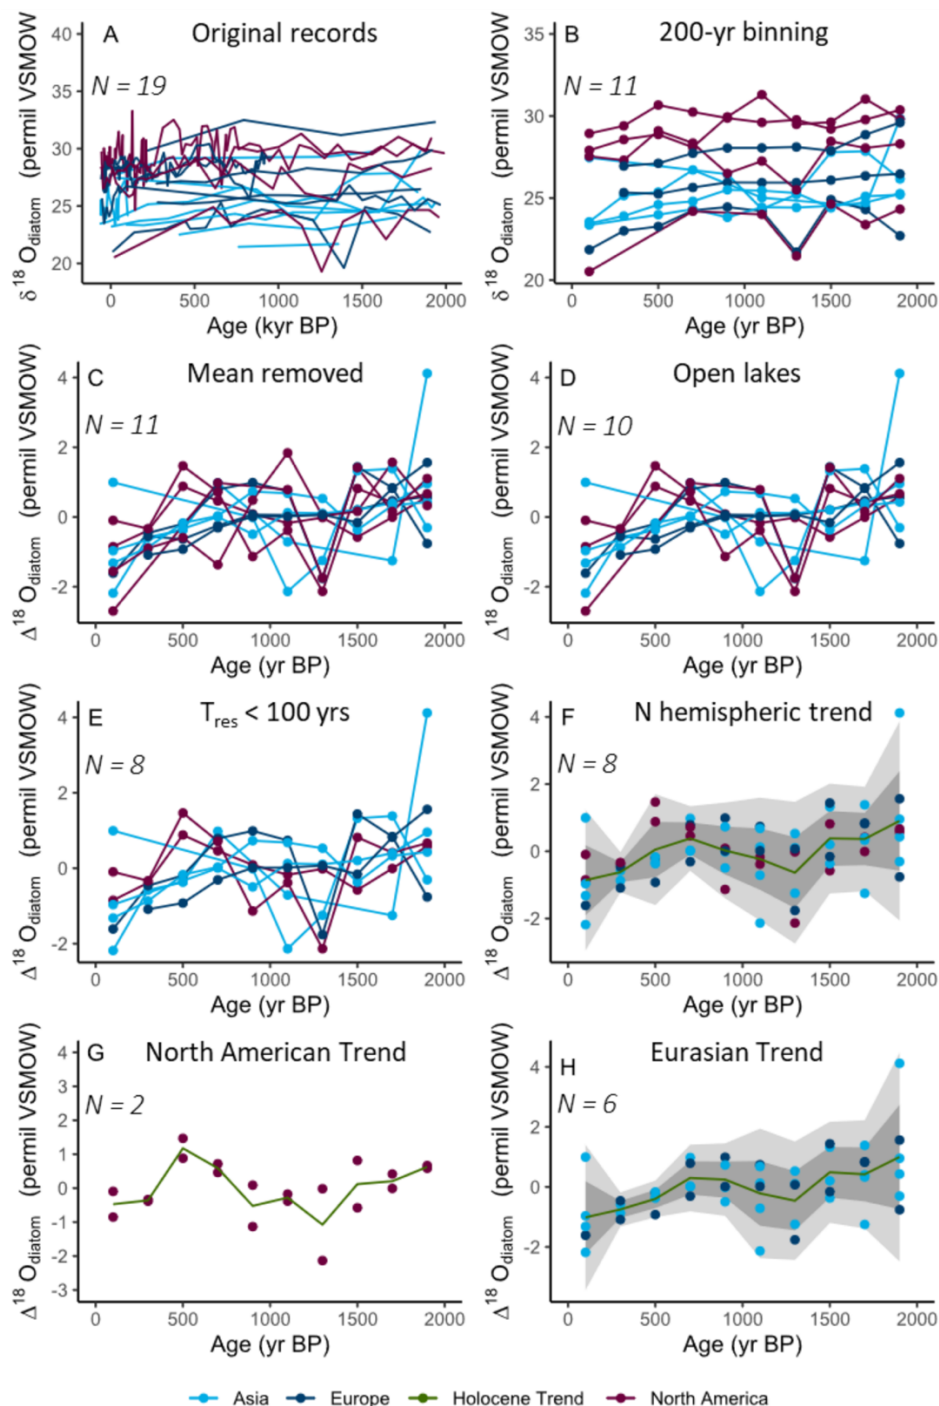 A Original records
N = 19
δ 18 Odiatom (permil VSMOW)
40
35
30
25
20
0 500 1000 1500 2000
Age (kyr BP)
B 200-yr binning
N = 11
δ 18 Odiatom (permil VSMOW)
35
30
25
20
0 500 1000 1500 2000
Age (yr BP)
C Mean removed
N = 11
Δ 18 Odiatom (permil VSMOW)
4
2
0
-2
0 500 1000 1500 2000
Age (yr BP)
D Open lakes
N = 10
Δ 18 Odiatom (permil VSMOW)
4
2
0
-2
0 500 1000 1500 2000
Age (yr BP)
E Tres < 100 yrs
N = 8
Δ 18 Odiatom (permil VSMOW)
4
2
0
-2
0 500 1000 1500 2000
Age (yr BP)
F N hemispheric trend
N = 8
Δ 18 Odiatom (permil VSMOW)
4
2
0
-2
0 500 1000 1500 2000
Age (yr BP)
G North American Trend
N = 2
Δ 18 Odiatom (permil VSMOW)
4
3
2
1
0
-1
-2
-3
0 500 1000 1500 2000
Age (yr BP)
H Eurasian Trend
N = 6
Δ 18 Odiatom (permil VSMOW)
4
2
0
-2
0 500 1000 1500 2000
Age (yr BP)
Asia Europe Holocene Trend North America